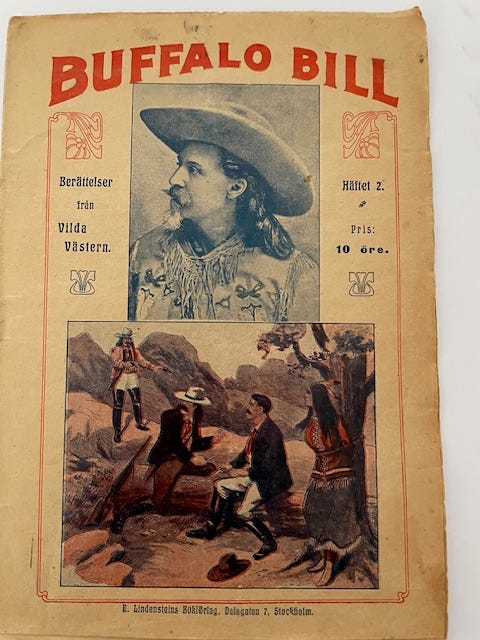 BUFFALO BILL
Berättelser
från
Vilda
Västern.
Häftet 2.
Pris:
10 öre.
E. Lindensteins Bokförlag, Dalagatan 7, Stockholm.